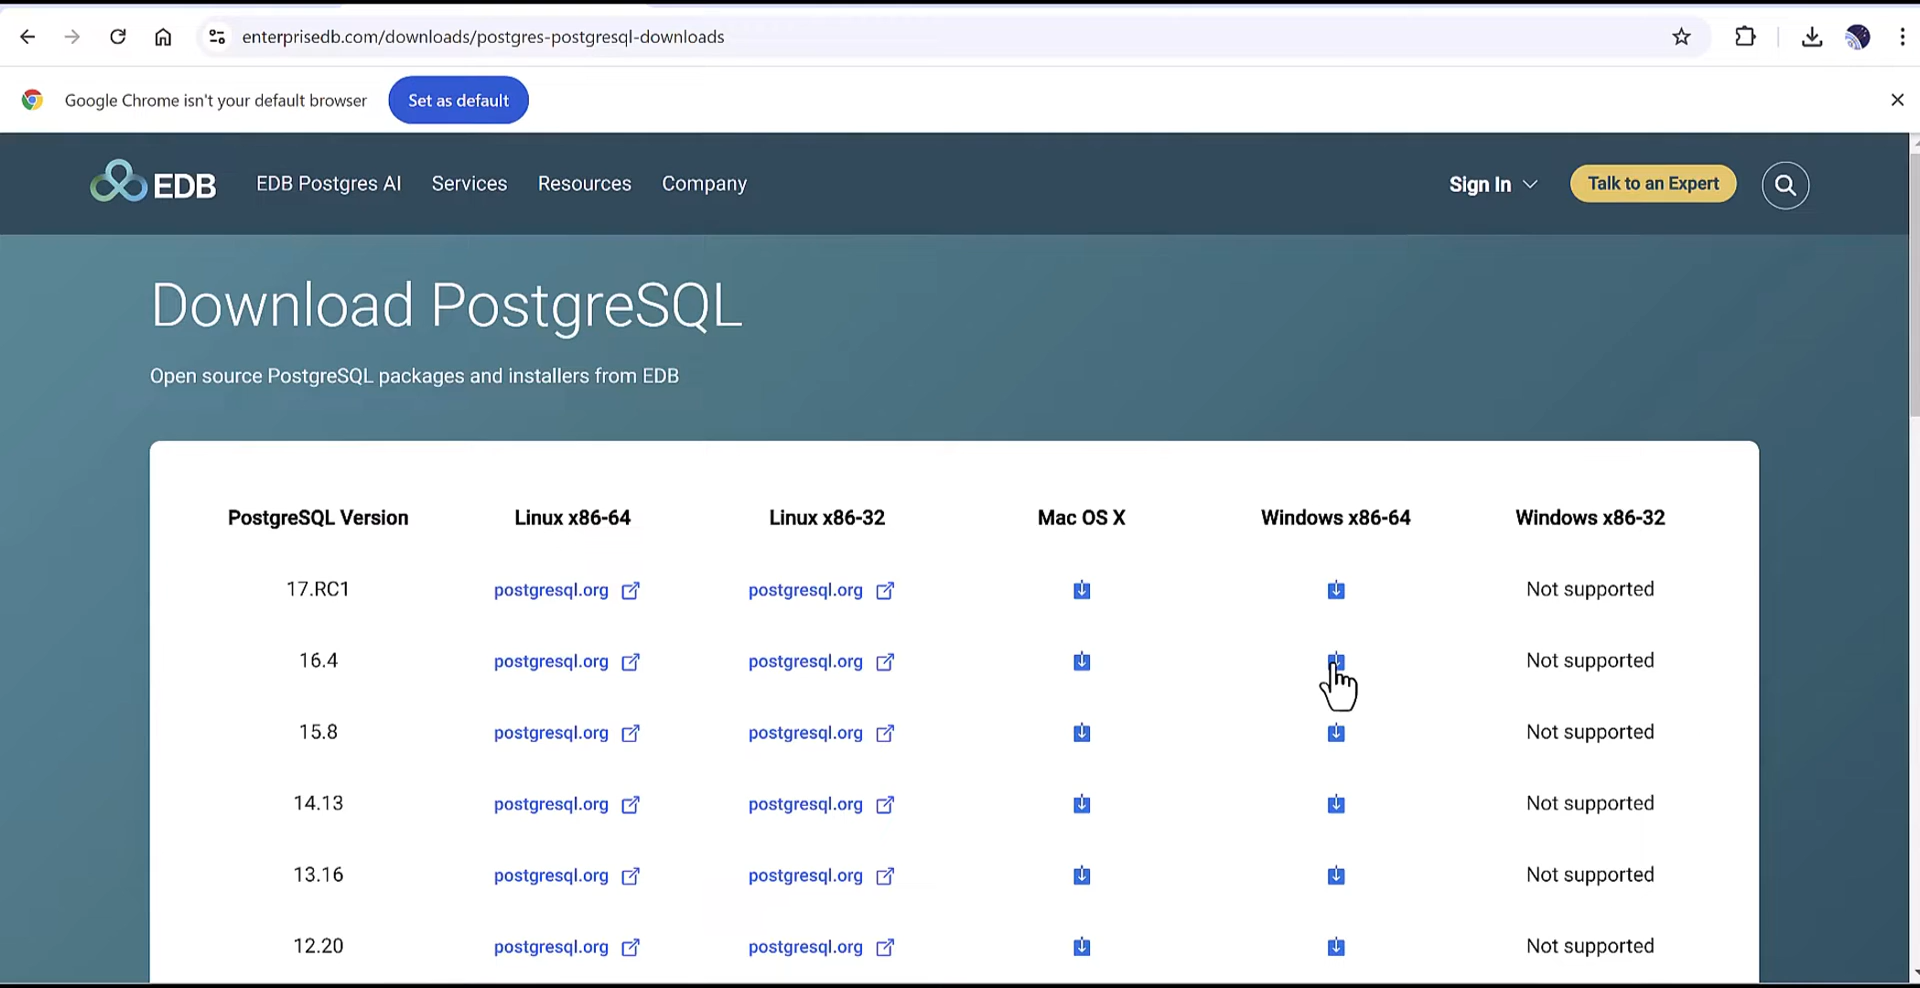 enterprisedb.com/downloads/postgres-postgresql-downloads
Google Chrome isn't your default browser Set as default
EDB EDB Postgres AI Services Resources Company Sign In Talk to an Expert
Download PostgreSQL
Open source PostgreSQL packages and installers from EDB
PostgreSQL Version Linux x86-64 Linux x86-32 Mac OS X Windows x86-64 Windows x86-32
17.RC1 postgresql.org postgresql.org Not supported
16.4 postgresql.org postgresql.org Not supported
15.8 postgresql.org postgresql.org Not supported
14.13 postgresql.org postgresql.org Not supported
13.16 postgresql.org postgresql.org Not supported
12.20 postgresql.org postgresql.org Not supported